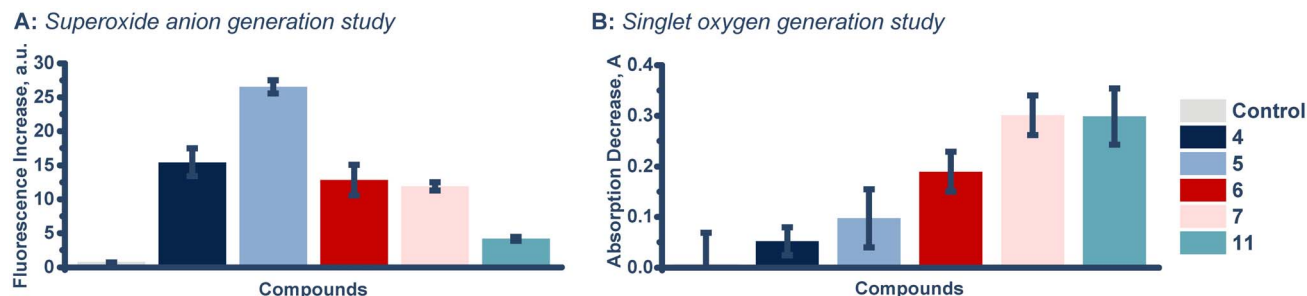 A: Superoxide anion generation study
Fluorescence Increase, a.u.
30
25
20
15
10
5
0
Compounds
B: Singlet oxygen generation study
Absorption Decrease, A
0.4
0.3
0.2
0.1
0.0
Compounds
Control
4
5
6
7
11